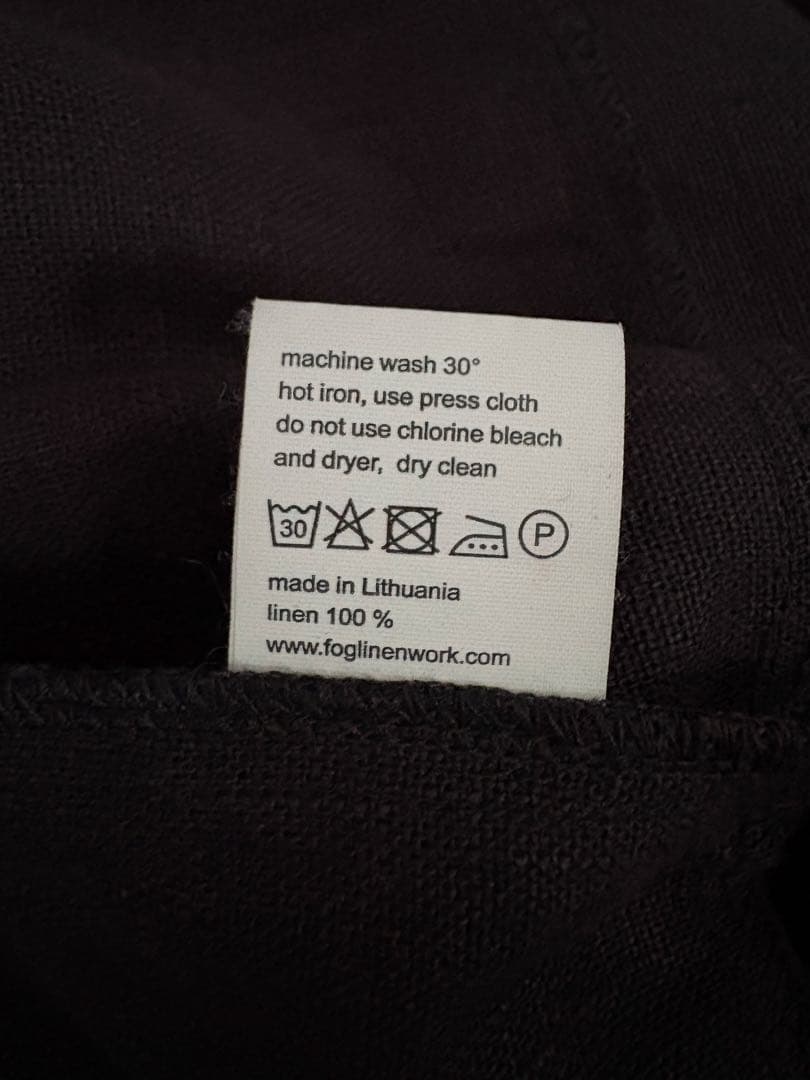 machine wash 30°
hot iron, use press cloth
do not use chlorine bleach
and dryer, dry clean
30 P
made in Lithuania
linen 100 %
www.foglinenwork.com